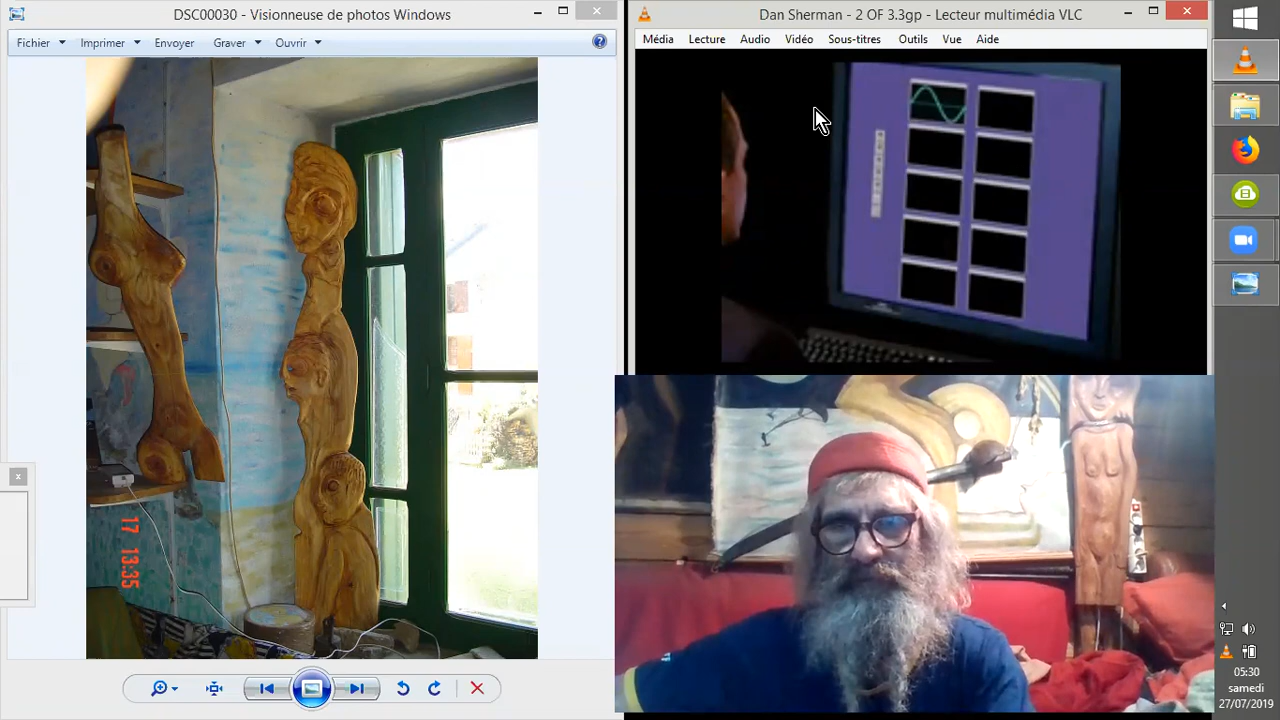 DSC00030 - Visionneuse de photos Windows
Fichier Imprimer Envoyer Graver Ouvrir
17 13:35
Dan Sherman - 2 OF 3.3gp - Lecteur multimédia VLC
Média Lecture Audio Vidéo Sous-titres Outils Vue Aide
05:30
samedi
27/07/2019